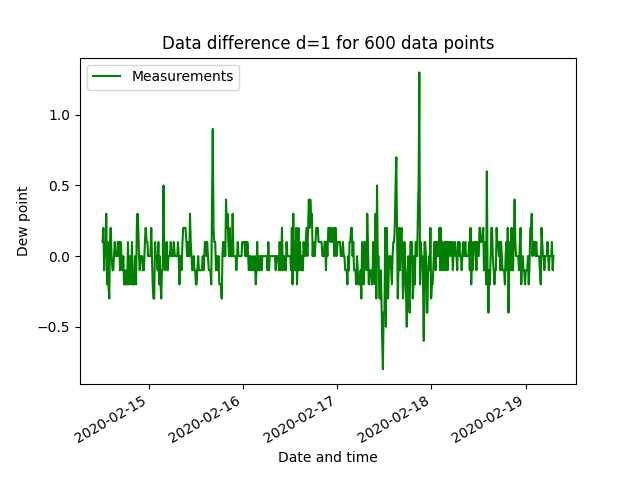 Data difference d=1 for 600 data points
Measurements
1.0
0.5
0.0
−0.5
Dew point
2020-02-15
2020-02-16
2020-02-17
2020-02-18
2020-02-19
Date and time